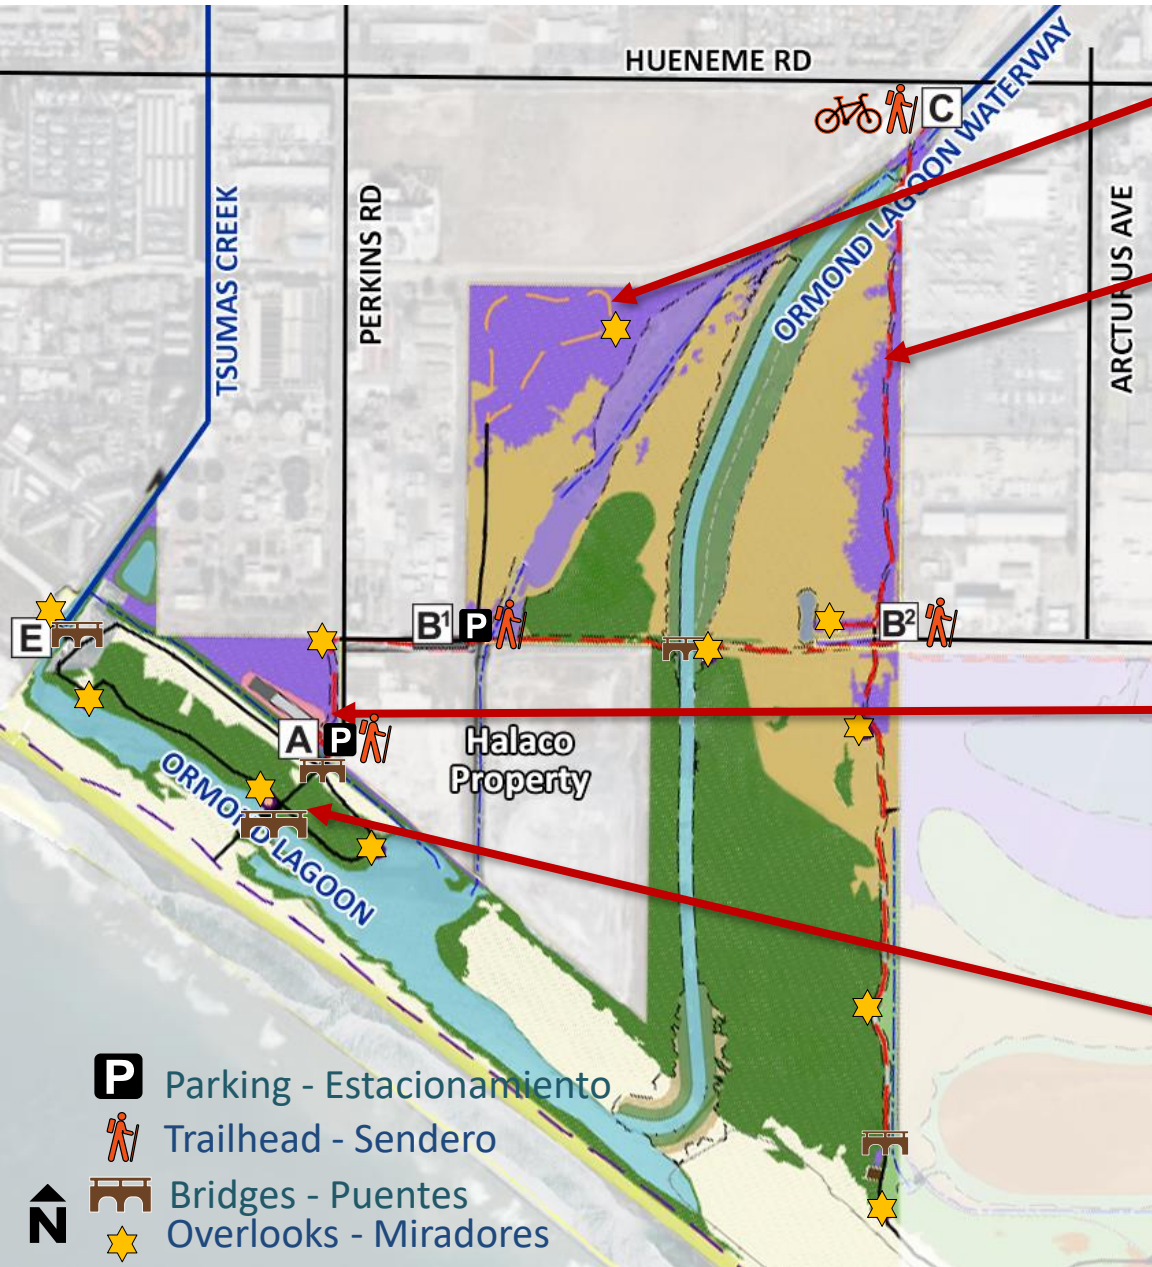 HUENEME RD
C
ORMOND LAGOON WATERWAY
TSUMAS CREEK
PERKINS RD
ARCTURUS AVE
B¹
P
B²
E
A
P
Halaco
Property
ORMOND LAGOON
P
Parking - Estacionamiento
Trailhead - Sendero
Bridges - Puentes
Overlooks - Miradores
N